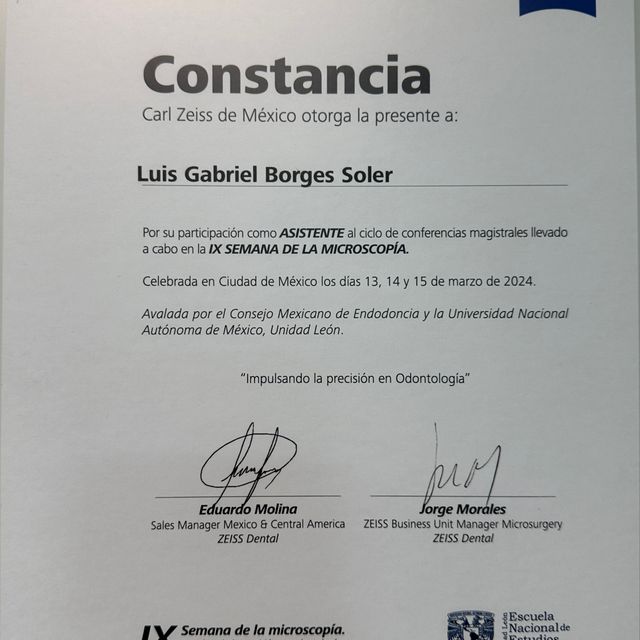 Constancia
Carl Zeiss de México otorga la presente a:
Luis Gabriel Borges Soler
Por su participación como ASISTENTE al ciclo de conferencias magistrales llevado
a cabo en la IX SEMANA DE LA MICROSCOPÍA.
Celebrada en Ciudad de México los días 13, 14 y 15 de marzo de 2024.
Avalada por el Consejo Mexicano de Endodoncia y la Universidad Nacional
Autónoma de México, Unidad León.
“Impulsando la precisión en Odontología”
Eduardo Molina
Sales Manager Mexico & Central America
ZEISS Dental
Jorge Morales
ZEISS Business Unit Manager Microsurgery
ZEISS Dental
IX Semana de la microscopía.
Escuela
Nacional de
Estudios